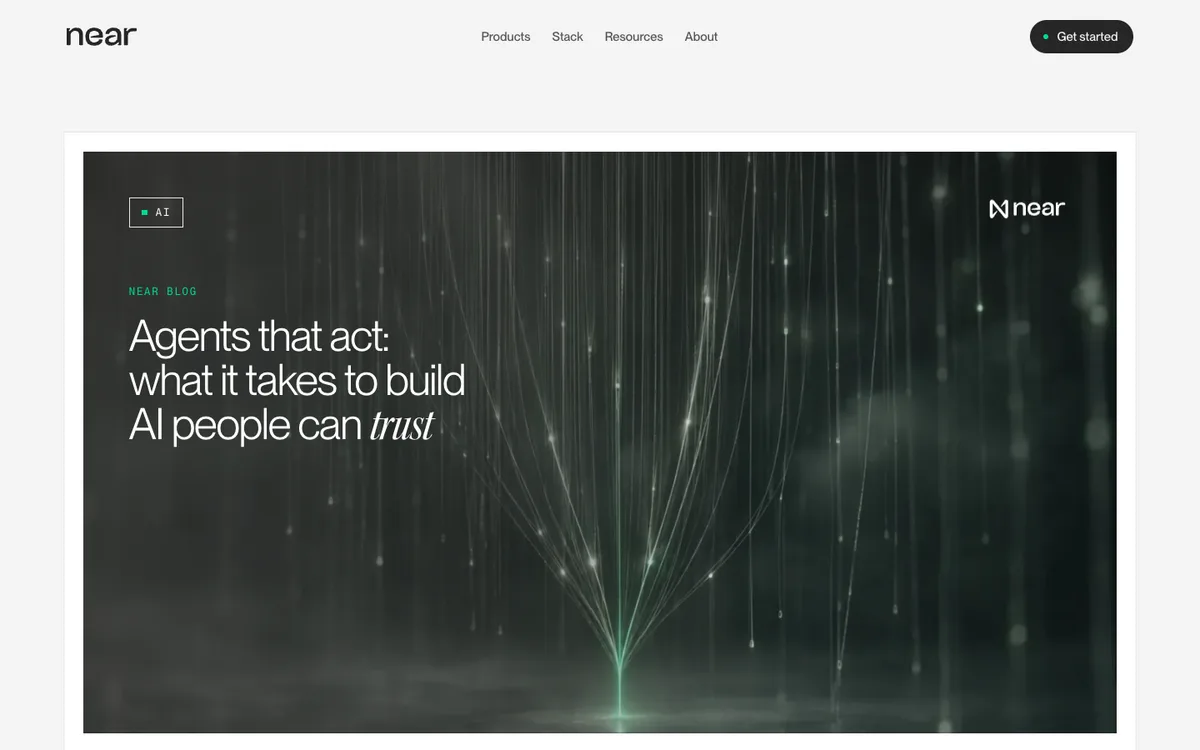 near
Products
Stack
Resources
About
Get started
AI
near
NEAR BLOG
Agents that act:
what it takes to build
AI people can trust